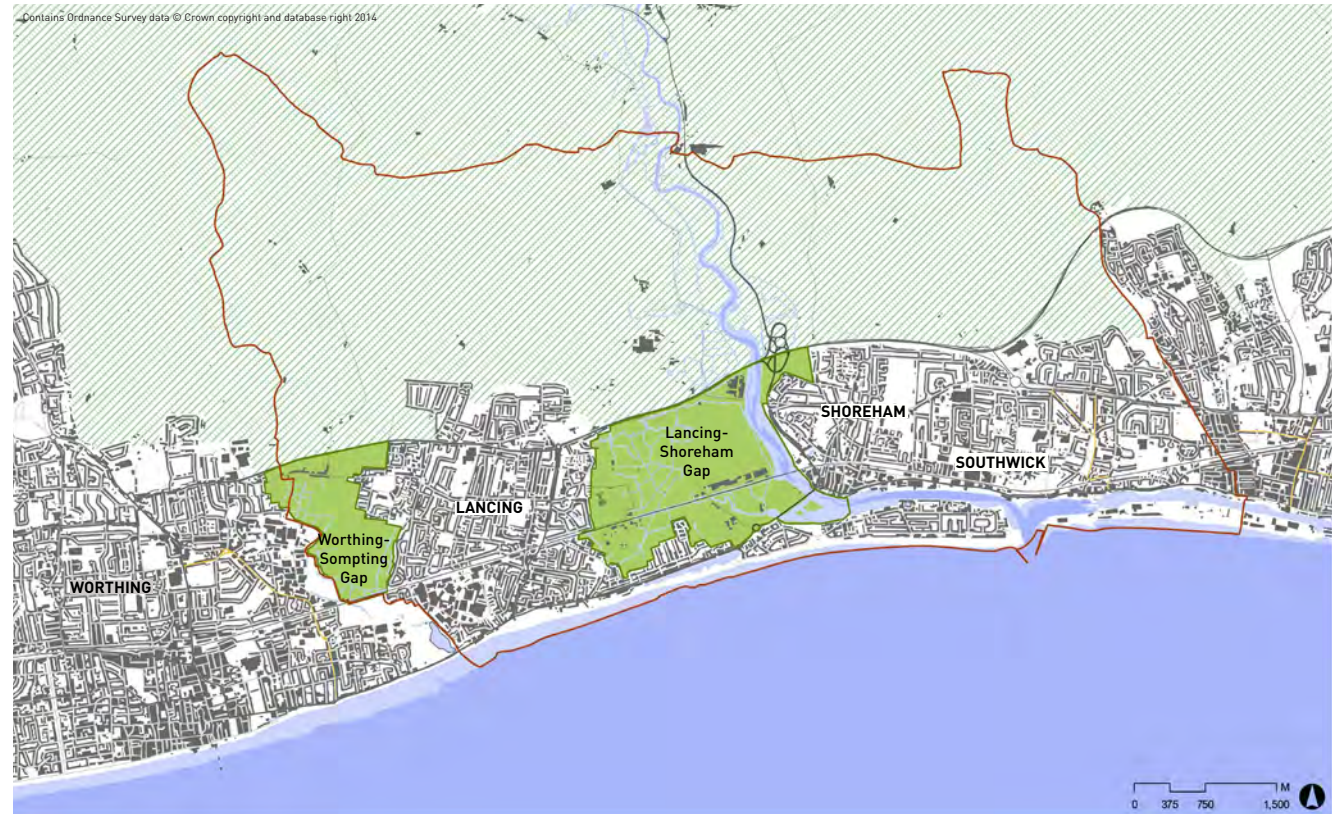 Contains Ordnance Survey data © Crown copyright and database right 2014
SHOREHAM
Lancing-
Shoreham
Gap
SOUTHWICK
LANCING
Worthing-
Sompting
Gap
WORTHING
M
0 375 750 1,500